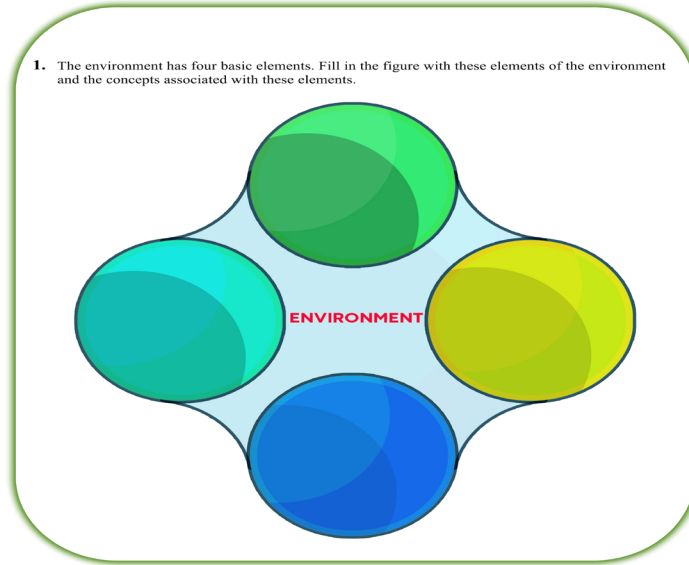 1. The environment has four basic elements. Fill in the figure with these elements of the environment
and the concepts associated with these elements.
ENVIRONMENT